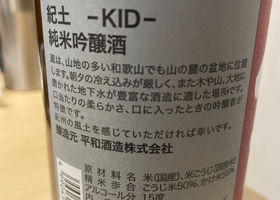 紀土 -KID-
純米吟醸酒
蔵は、山地の多い和歌山でも山の麓の盆地に位置し
ます。朝夕の冷え込みが厳しく、また木や山、大地に
磨かれた地下水が豊富な酒造に適した場所です。
口当たりの柔らかさ、口に入ったときの吟醸香が
紀州の風土を感じていただければ幸いです。
醸造元 平和酒造株式会社
原材料名 米(国産)、米こうじ(国産米)
精米歩合 こうじ米50%、かけ米55%
アルコール分 15度